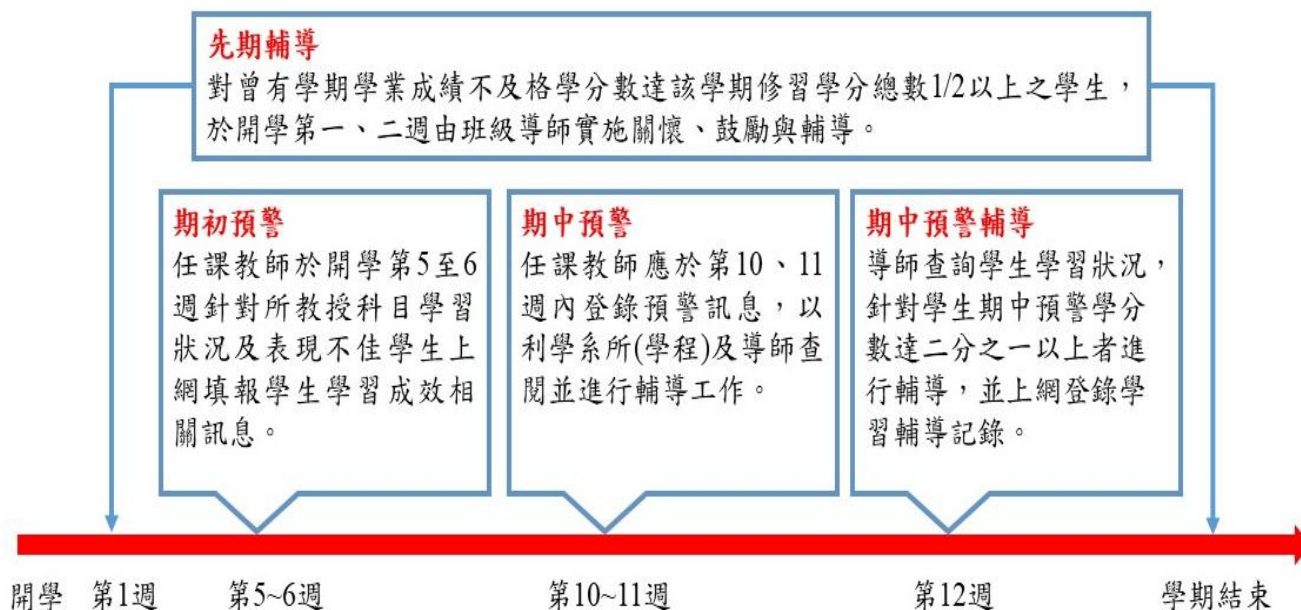 先期輔導
對曾有學期學業成績不及格學分數達該學期修習學分總數1/2以上之學生，
於開學第一、二週由班級導師實施關懷、鼓勵與輔導。
期初預警
任課教師於開學第5至6
週針對所教授科目學習
狀況及表現不佳學生上
網填報學生學習成效相
關訊息。
期中預警
任課教師應於第10、11
週內登錄預警訊息，以
利學系所(學程)及導師查
閱並進行輔導工作。
期中預警輔導
導師查詢學生學習狀況，
針對學生期中預警學分
數達二分之一以上者進
行輔導，並上網登錄學
習輔導記錄。
開學 第1週 第5~6週 第10~11週 第12週 學期結束